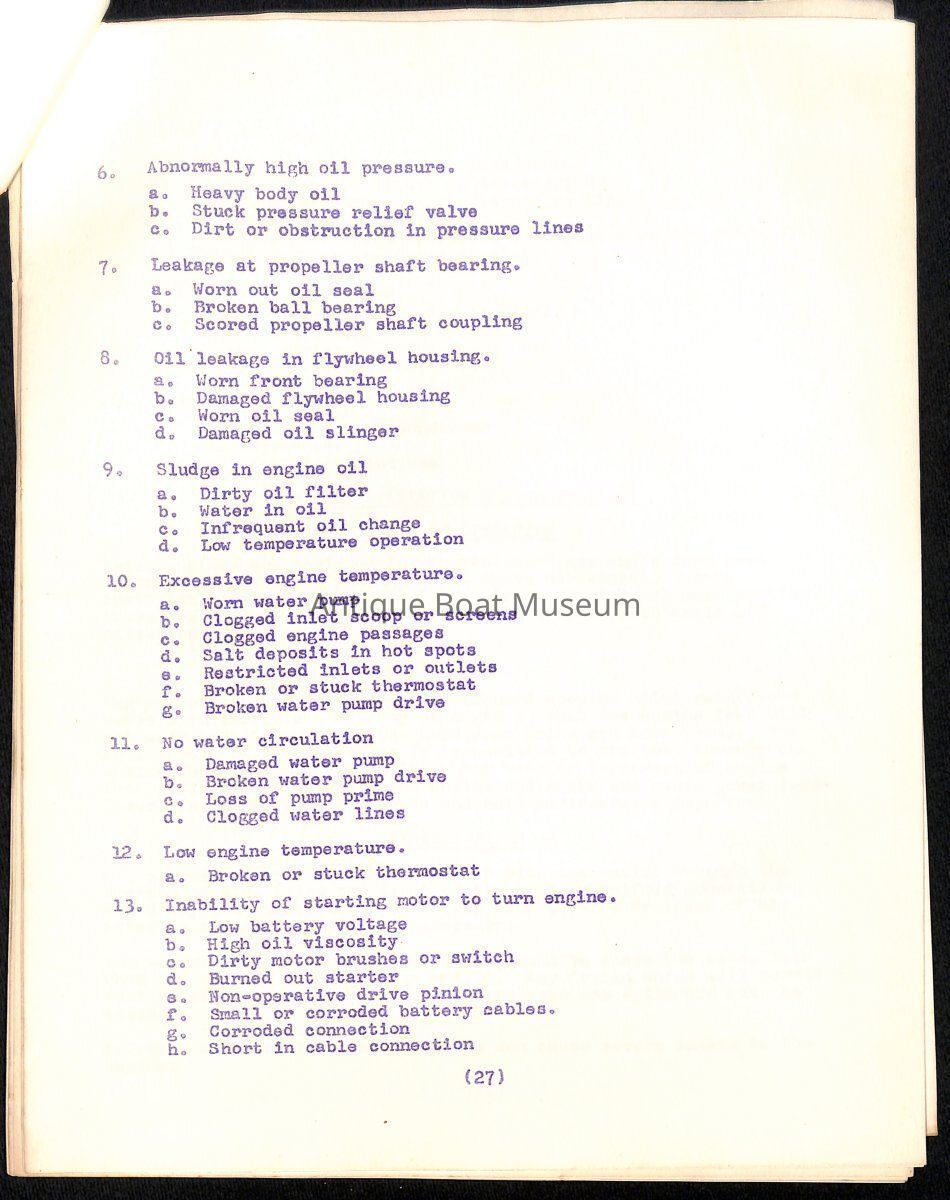 6. Abnormally high oil pressure.
a. Heavy body oil
b. Stuck pressure relief valve
c. Dirt or obstruction in pressure lines
7. Leakage at propeller shaft bearing.
a. Worn out oil seal
b. Broken ball bearing
c. Scored propeller shaft coupling
8. Oil leakage in flywheel housing.
a. Worn front bearing
b. Damaged flywheel housing
c. Worn oil seal
d. Damaged oil slinger
9. Sludge in engine oil
a. Dirty oil filter
b. Water in oil
c. Infrequent oil change
d. Low temperature operation
10. Excessive engine temperature.
a. Worn water pump
Antique Boat Museum
b. Clogged inlet scoop or screens
c. Clogged engine passages
d. Salt deposits in hot spots
e. Restricted inlets or outlets
f. Broken or stuck thermostat
g. Broken water pump drive
11. No water circulation
a. Damaged water pump
b. Broken water pump drive
c. Loss of pump prime
d. Clogged water lines
12. Low engine temperature.
a. Broken or stuck thermostat
13. Inability of starting motor to turn engine.
a. Low battery voltage
b. High oil viscosity
c. Dirty motor brushes or switch
d. Burned out starter
e. Non-operative drive pinion
f. Small or corroded battery cables.
g. Corroded connection
h. Short in cable connection
(27)